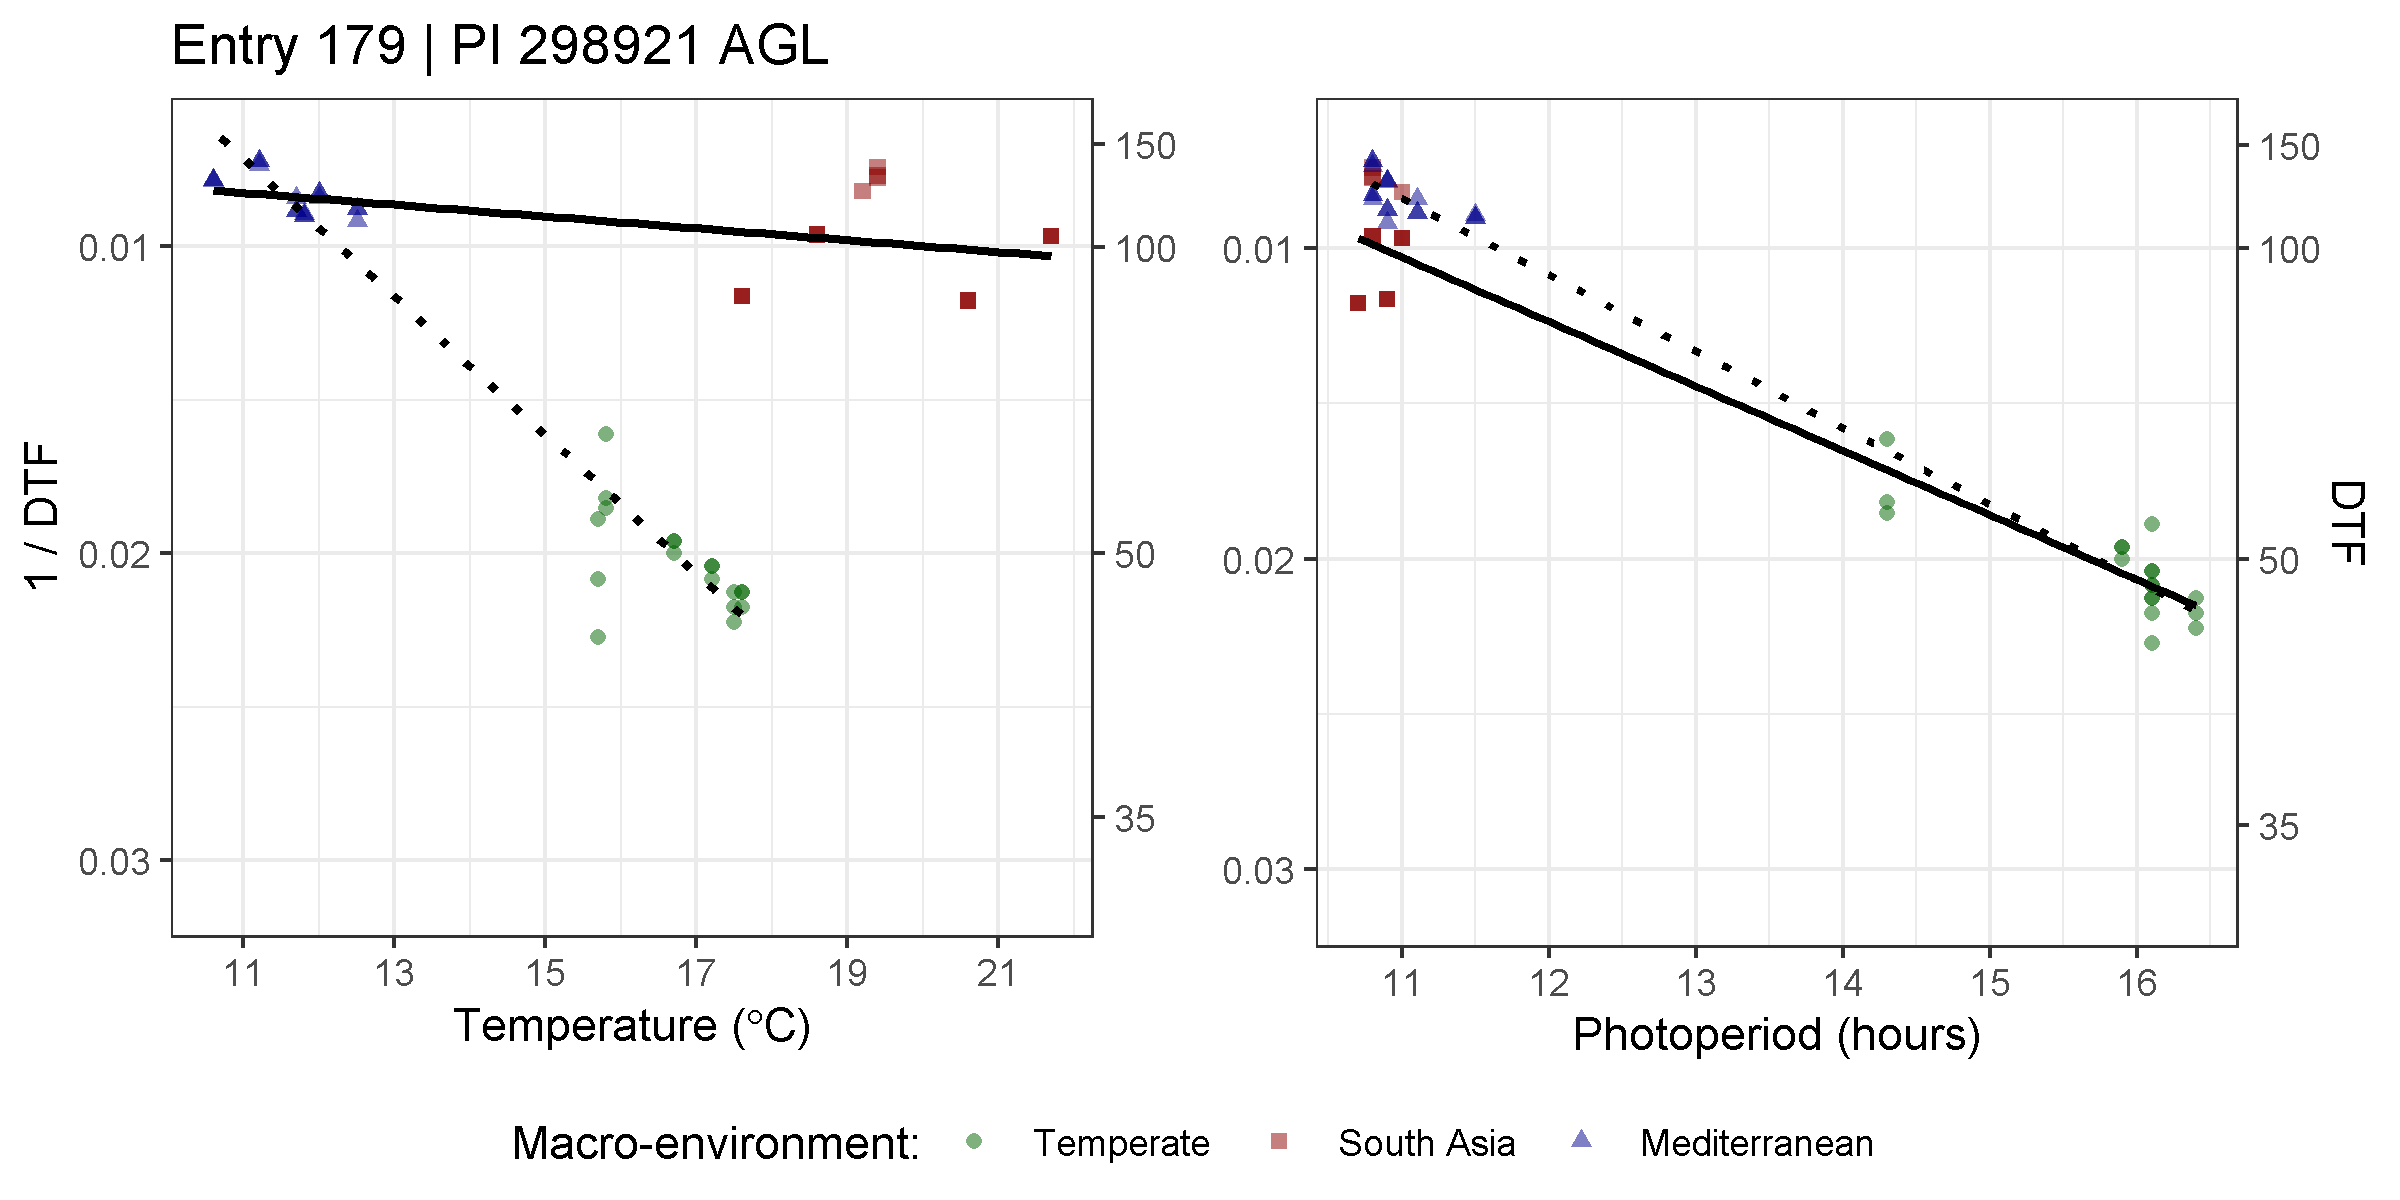 Entry 179 | PI 298921 AGL
1 / DTF
0.01
0.02
0.03
150
100
50
35
11 13 15 17 19 21
Temperature (°C)
0.01
0.02
0.03
150
100
50
35
DTF
11 12 13 14 15 16
Photoperiod (hours)
Macro-environment: Temperate South Asia Mediterranean